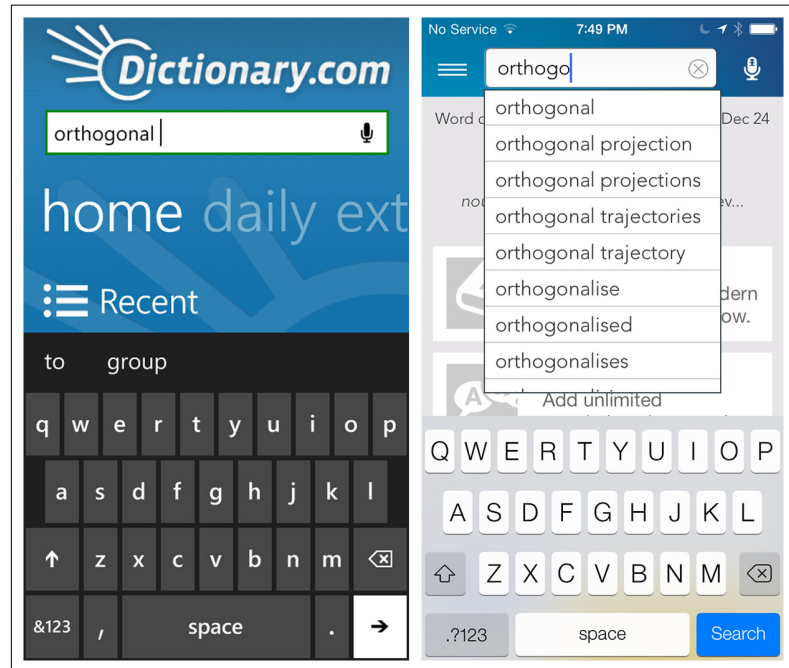 Dictionary.com
orthogonal
home daily ext
Recent
to group
q w e r t y u i o p
a s d f g h j k l
z x c v b n m
&123 , space .
No Service 7:49 PM
orthogo
Word Dec 24
orthogonal
orthogonal projection
orthogonal projections
nou ev...
orthogonal trajectories
orthogonal trajectory
orthogonalise
dern
orthogonalised
ow.
orthogonalises
A
Add unlimited
Q W E R T Y U I O P
A S D F G H J K L
Z X C V B N M
.?123 space Search